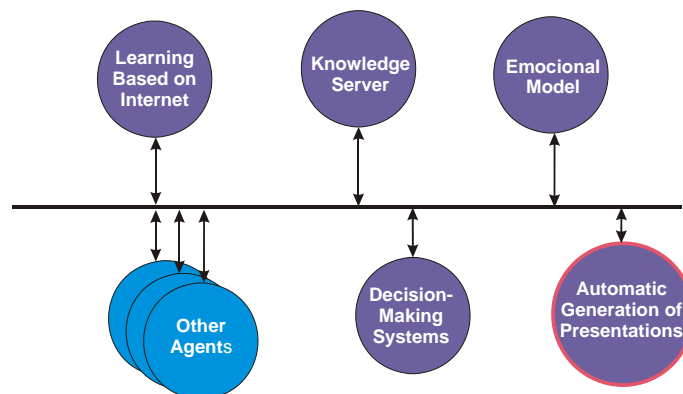 Learning
Based on
Internet
Knowledge
Server
Emocional
Model
Other
Agents
Decision-
Making
Systems
Automatic
Generation of
Presentations